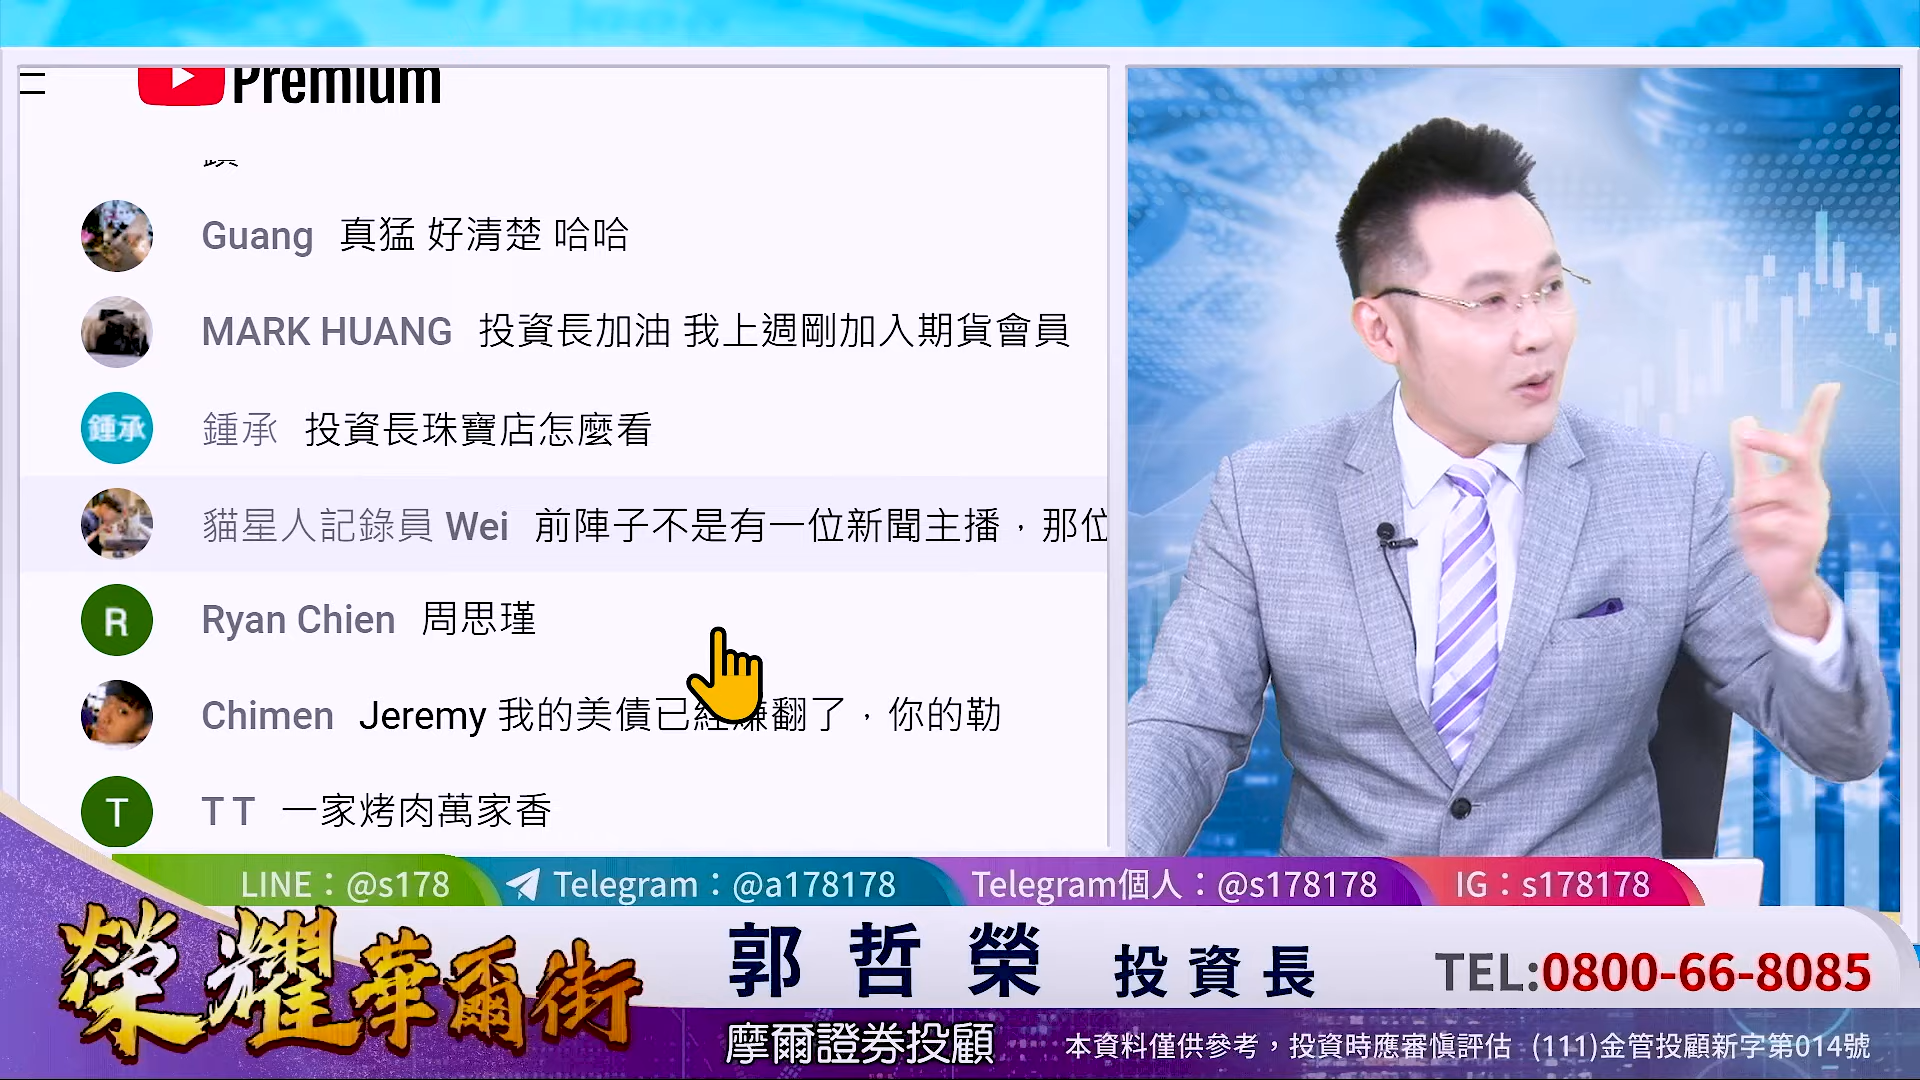 Premium
Guang 真猛 好清楚 哈哈
MARK HUANG 投資長加油 我上週剛加入期貨會員
鍾承 鍾承 投資長珠寶店怎麼看
貓星人記錄員 Wei 前陣子不是有一位新聞主播，那位
R Ryan Chien 周思瑾
Chimen Jeremy 我的美債已經賺翻了，你的勒
T T T 一家烤肉萬家香
LINE：@s178 Telegram：@a178178 Telegram個人：@s178178 IG：s178178
榮耀華爾街
郭哲榮 投資長 TEL:0800-66-8085
摩爾證券投顧 本資料僅供參考，投資時應審慎評估 (111)金管投顧新字第014號